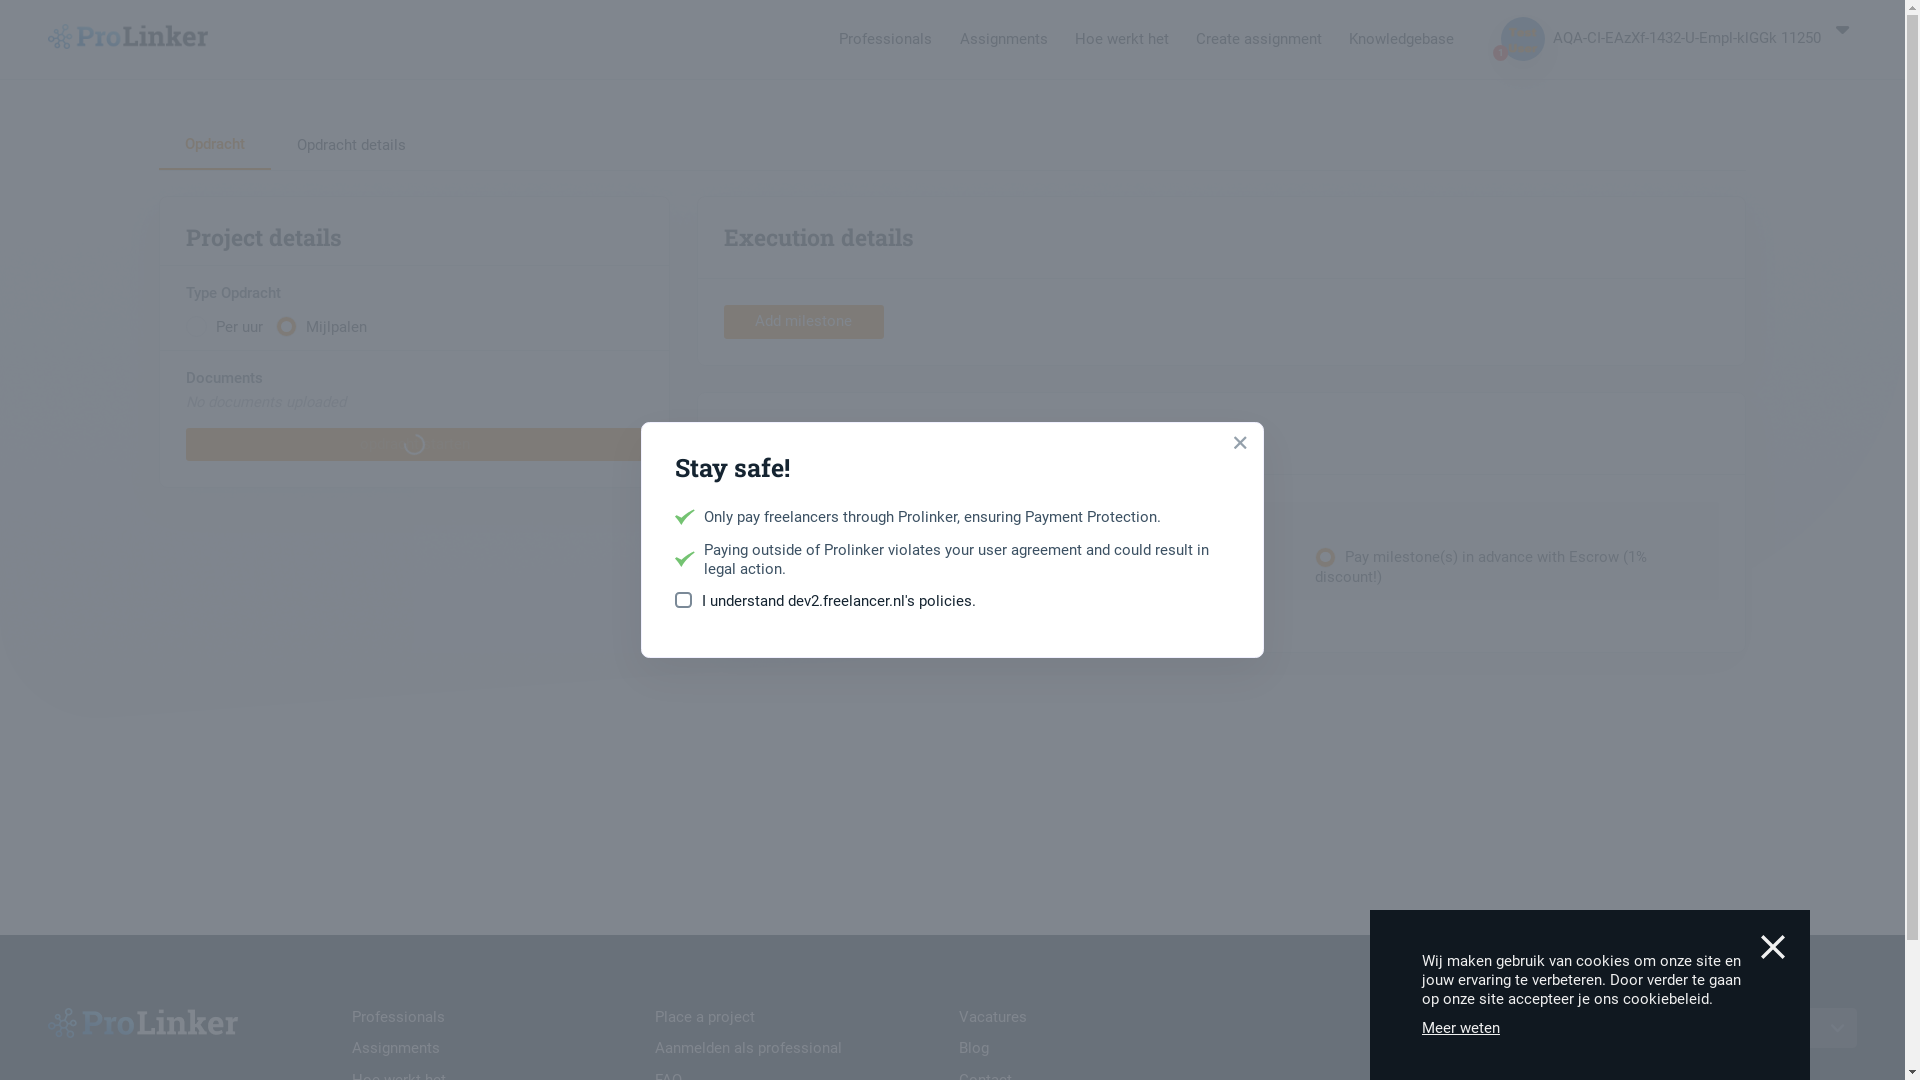 ProLinker
Professionals
Assignments
Hoe werkt het
Create assignment
Knowledgebase
AQA-CI-EAzXf-1432-U-Empl-kIGGk 11250
Opdracht
Opdracht details
Project details
Type Opdracht
Per uur
Mijlpalen
Documents
No documents uploaded
Execution details
Add milestone
Pay milestone(s) in advance with Escrow (1%
discount!)
Stay safe!
Only pay freelancers through Prolinker, ensuring Payment Protection.
Paying outside of Prolinker violates your user agreement and could result in
legal action.
I understand dev2.freelancer.nl's policies.
ProLinker
Professionals
Assignments
Hoe werkt het
Place a project
Aanmelden als professional
FAQ
Vacatures
Blog
Contact
Wij maken gebruik van cookies om onze site en
jouw ervaring te verbeteren. Door verder te gaan
op onze site accepteer je ons cookiebeleid.
Meer weten